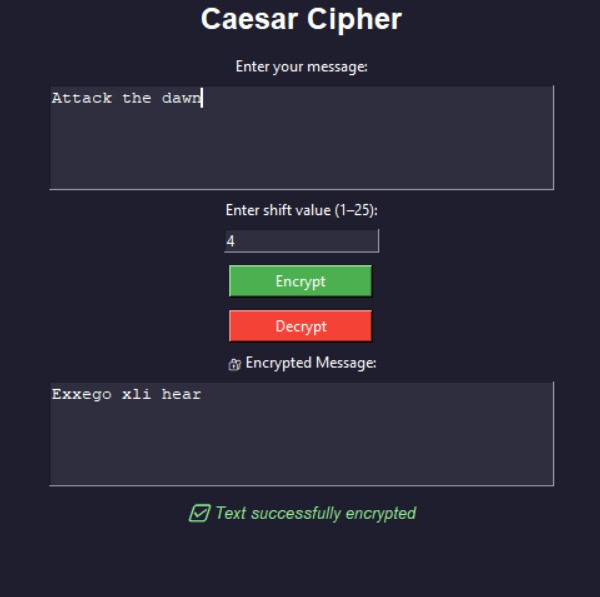 Caesar Cipher
Enter your message:
Attack the dawn
Enter shift value (1–25):
4
Encrypt
Decrypt
Encrypted Message:
Exxego xli hear
Text successfully encrypted